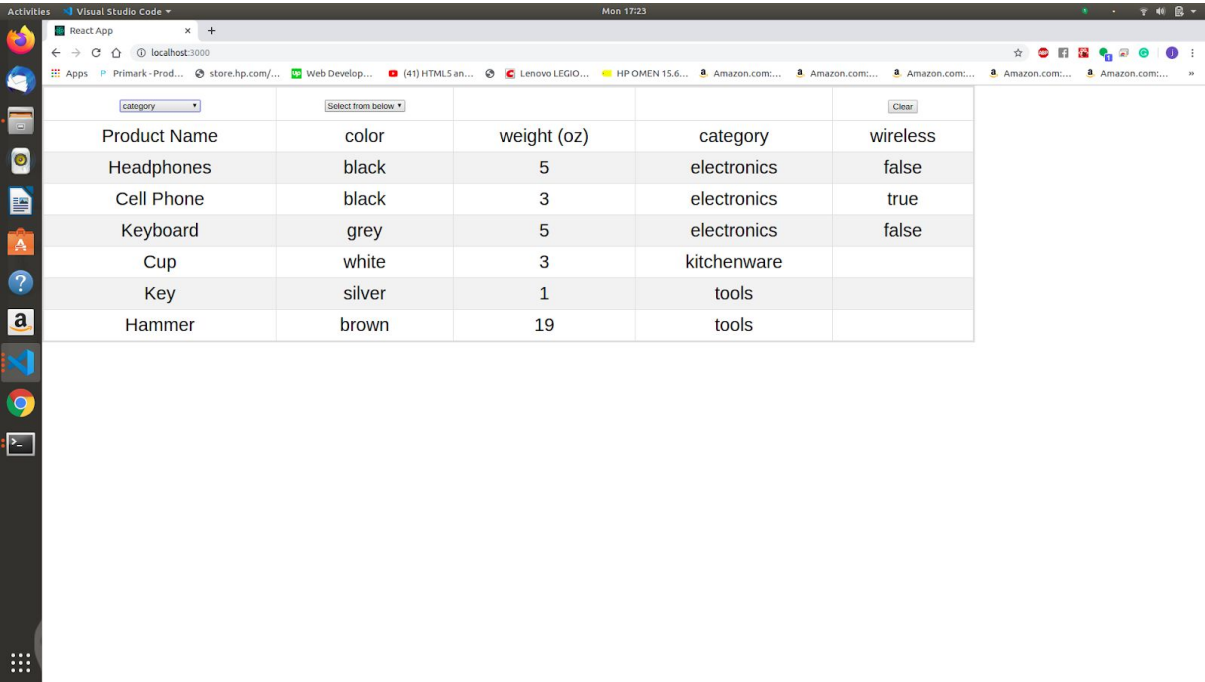 Activities Visual Studio Code Mon 17:23
React App × +
localhost:3000
Apps P Primark - Prod... store.hp.com/... up Web Develop... (41) HTML5 an... Lenovo LEGIO... HP OMEN 15.6... a Amazon.com:... a Amazon.com:... a Amazon.com:... a Amazon.com:... a Amazon.com:... »
category Select from below Clear
Product Name color weight (oz) category wireless
Headphones black 5 electronics false
Cell Phone black 3 electronics true
Keyboard grey 5 electronics false
Cup white 3 kitchenware
Key silver 1 tools
Hammer brown 19 tools